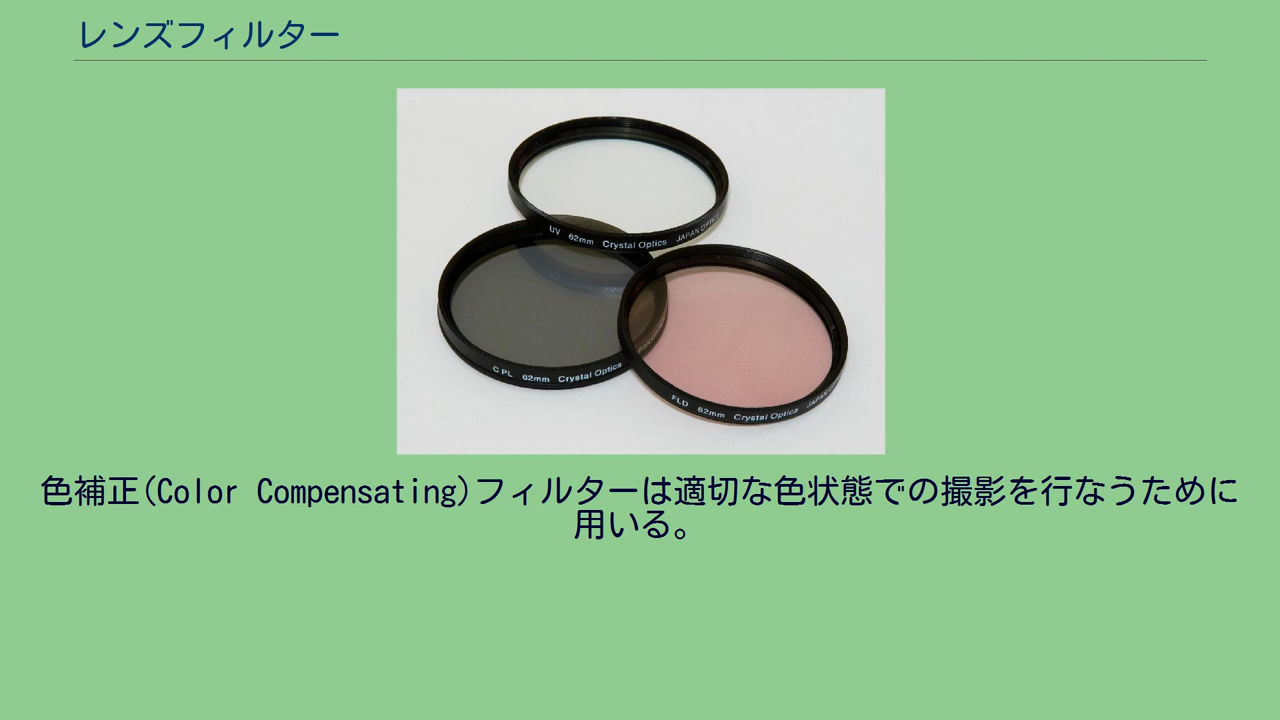 レンズフィルター
UV 62mm Crystal Optics JAPAN OPTICS
C PL 62mm Crystal Optics JAPAN
FLD 62mm Crystal Optics JAPAN
色補正(Color Compensating)フィルターは適切な色状態での撮影を行なうために
用いる。